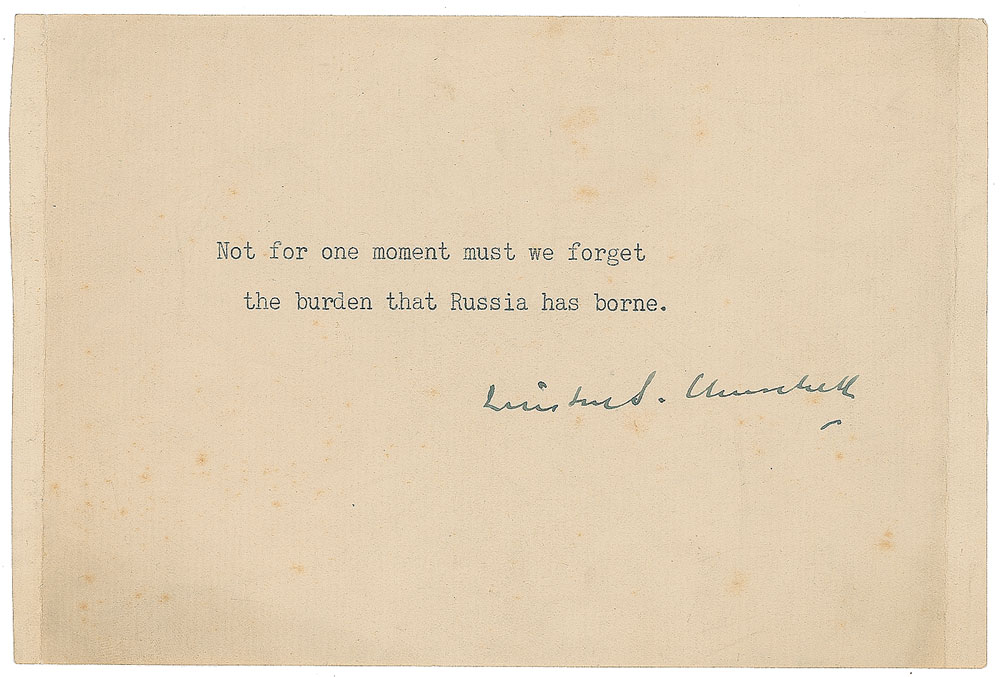 Not for one moment must we forget
the burden that Russia has borne.
Winston S. Churchill